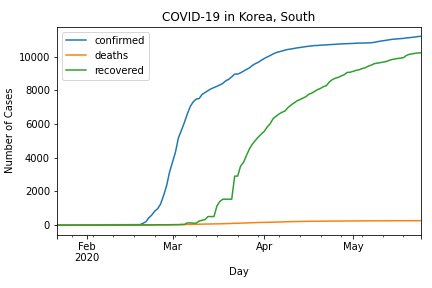 COVID-19 in Korea, South
confirmed
deaths
recovered
Number of Cases
10000
8000
6000
4000
2000
0
Feb
2020
Mar
Apr
May
Day